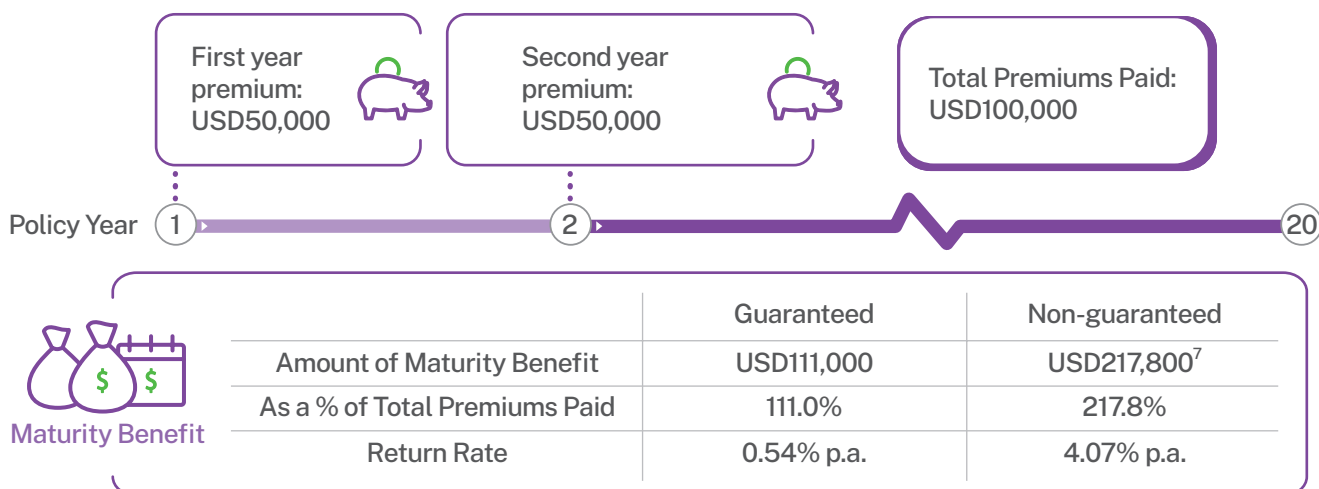 First year
premium:
USD50,000
Second year
premium:
USD50,000
Total Premiums Paid:
USD100,000
Policy Year 1 2 20
Guaranteed Non-guaranteed
Amount of Maturity Benefit USD111,000 USD217,800⁷
As a % of Total Premiums Paid 111.0% 217.8%
Return Rate 0.54% p.a. 4.07% p.a.
$ $
Maturity Benefit